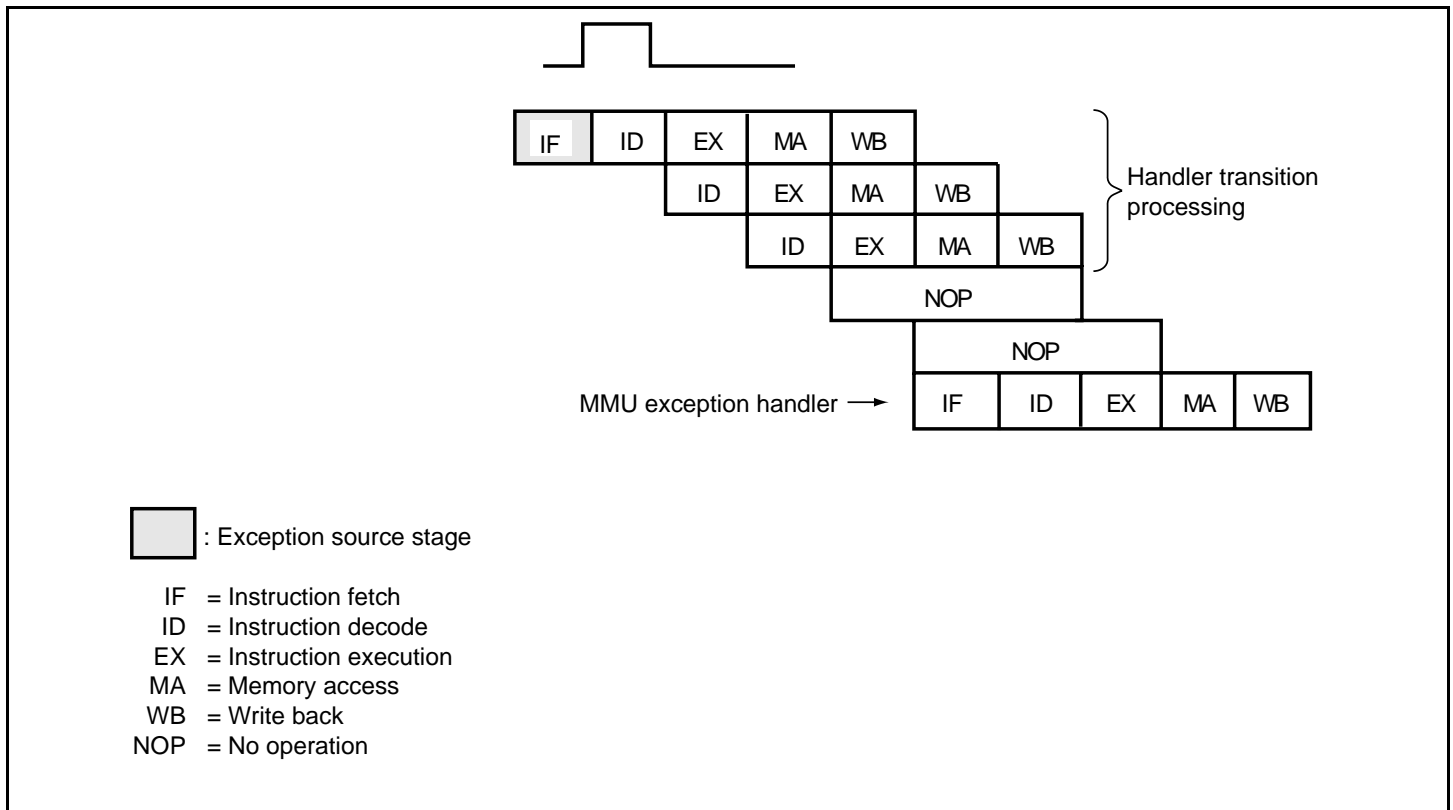 IF ID EX MA WB
ID EX MA WB
Handler transition
processing
ID EX MA WB
NOP
NOP
MMU exception handler → IF ID EX MA WB
: Exception source stage
IF = Instruction fetch
ID = Instruction decode
EX = Instruction execution
MA = Memory access
WB = Write back
NOP = No operation